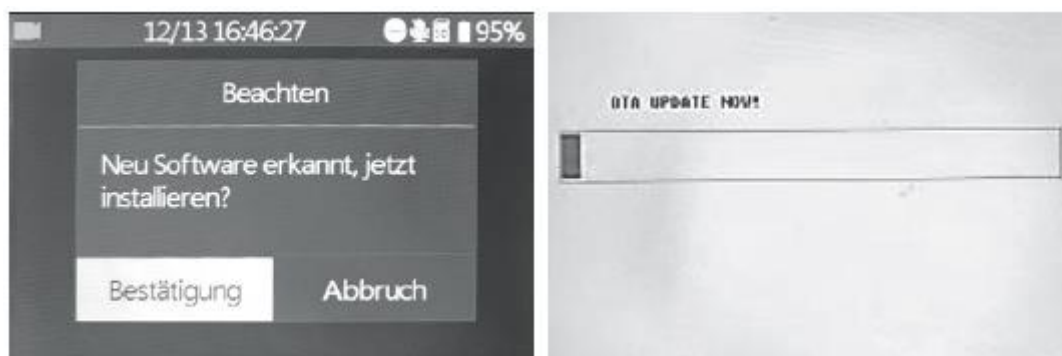 12/13 16:46:27 95%
Beachten
Neu Software erkannt, jetzt
installieren?
Bestätigung Abbruch
OTA UPDATE NOW!